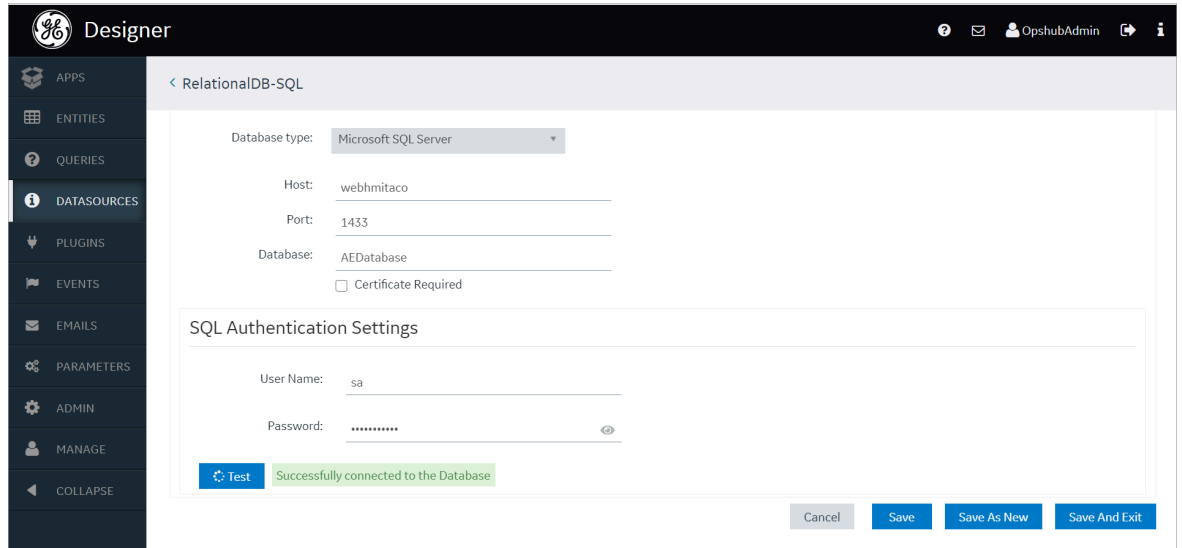 Designer
OpshubAdmin
APPS
ENTITIES
QUERIES
DATASOURCES
PLUGINS
EVENTS
EMAILS
PARAMETERS
ADMIN
MANAGE
COLLAPSE
< RelationalDB-SQL
Database type: Microsoft SQL Server
Host: webhmitaco
Port: 1433
Database: AEDatabase
Certificate Required
SQL Authentication Settings
User Name: sa
Password: •••••••••••
Test Successfully connected to the Database
Cancel Save Save As New Save And Exit